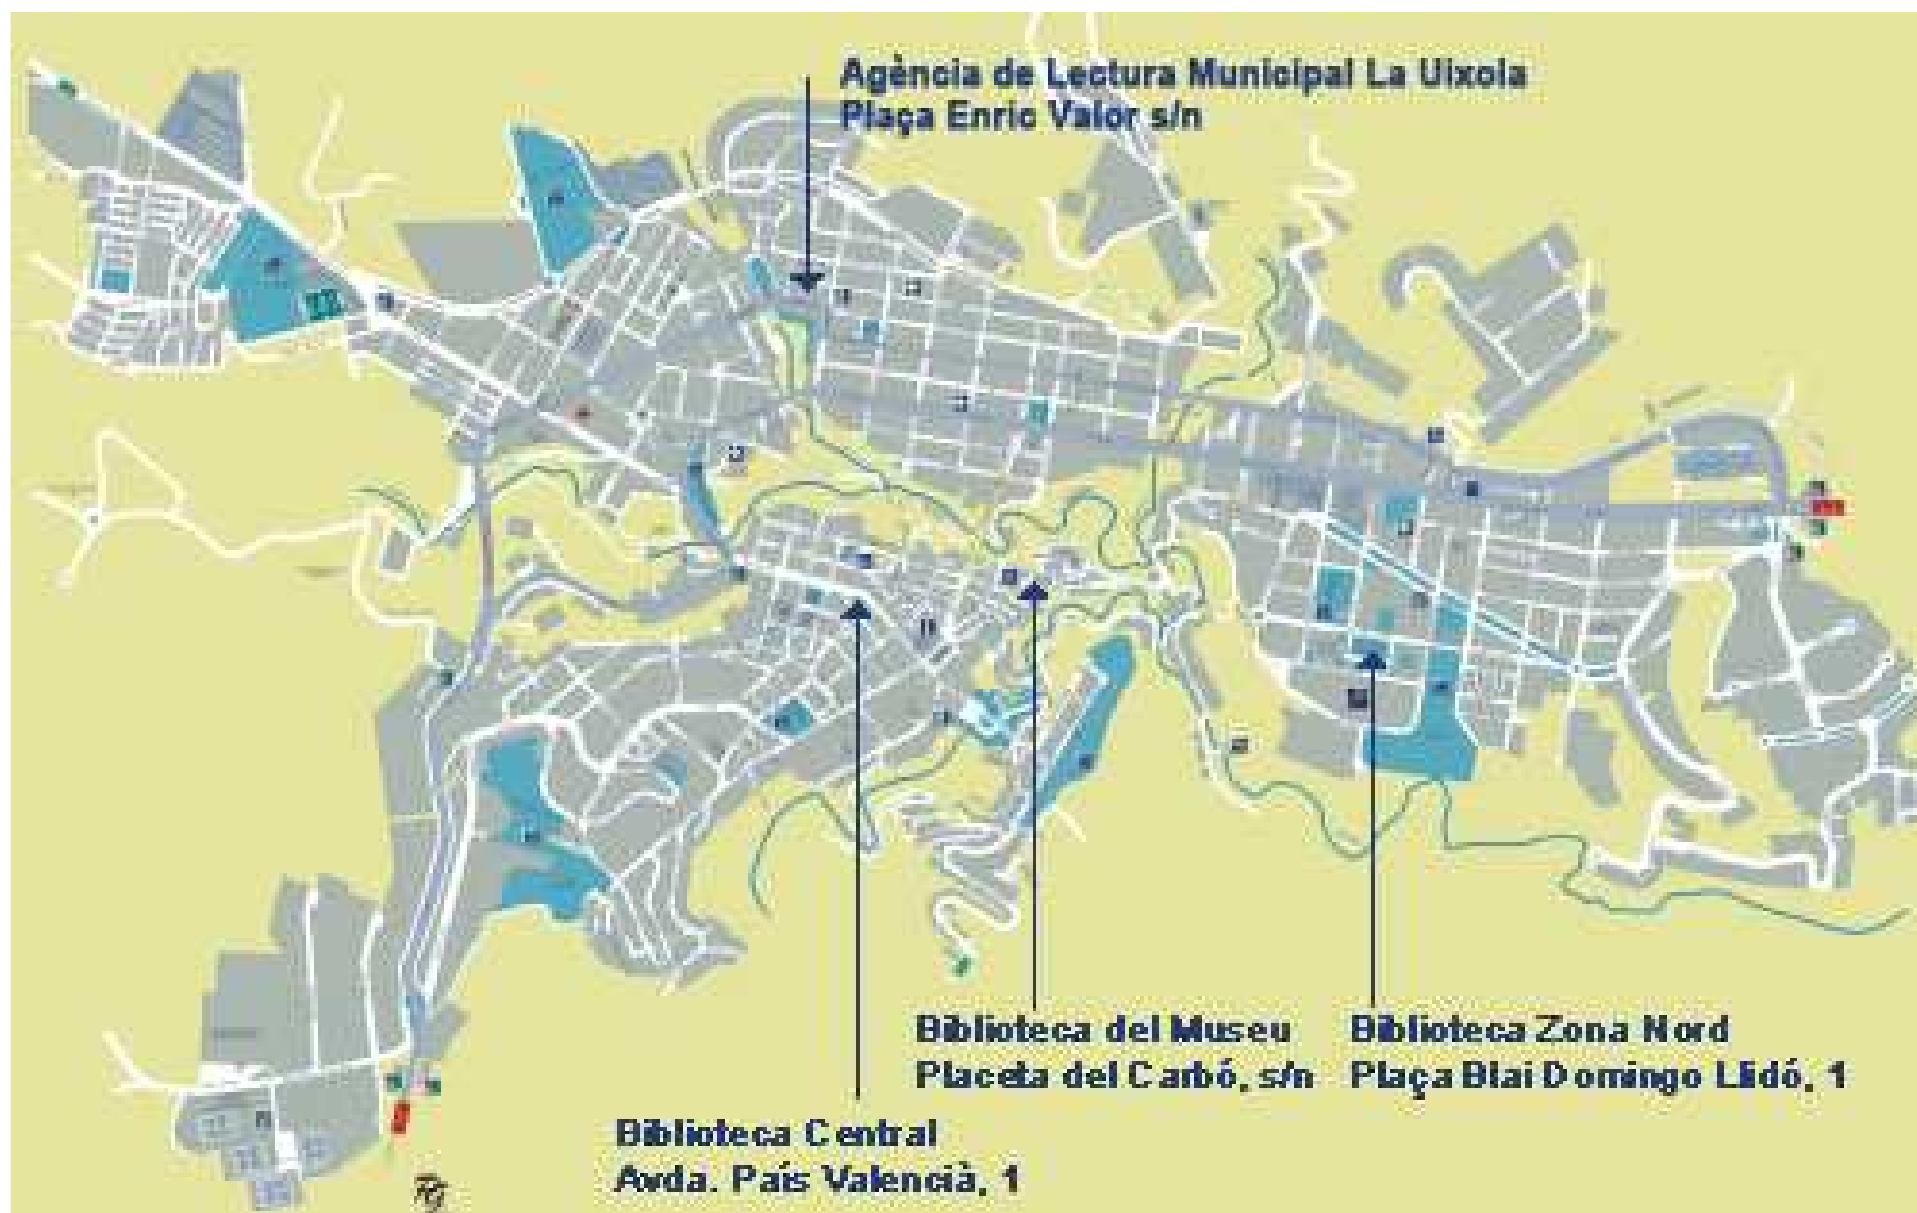 Agència de Lectura Municipal La Uixola
Plaça Enric Valor s/n
Biblioteca del Museu
Placeta del Carbó, s/n
Biblioteca Zona Nord
Plaça Blai Domingo Lledó, 1
Biblioteca Central
Avda. País Valencià, 1